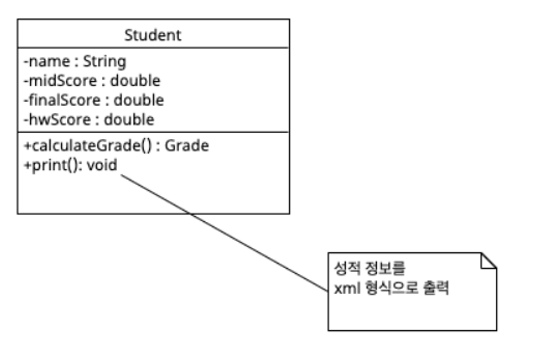 Student
-name : String
-midScore : double
-finalScore : double
-hwScore : double
+calculateGrade() : Grade
+print(): void
성적 정보를
xml 형식으로 출력